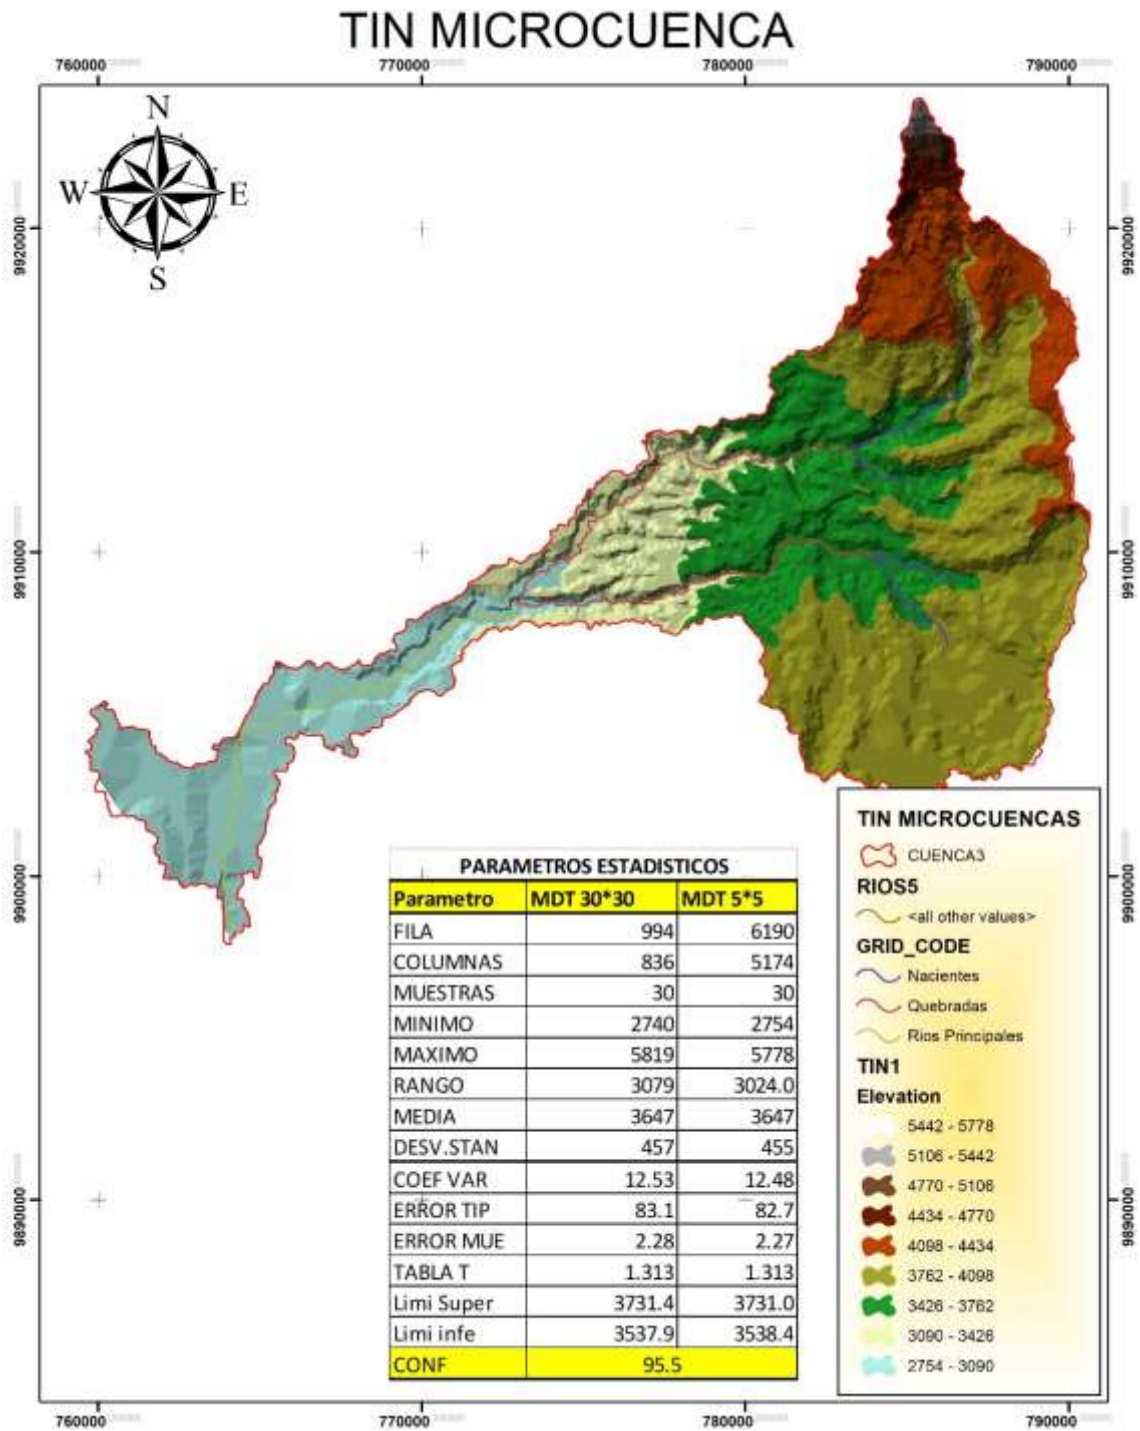 TIN MICROCUENCA
760000 770000 780000 790000
N
W E
S
9920000 9920000
9910000 9910000
9900000 9900000
9890000 9890000
PARAMETROS ESTADISTICOS
Parametro MDT 30*30 MDT 5*5
FILA 994 6190
COLUMNAS 836 5174
MUESTRAS 30 30
MINIMO 2740 2754
MAXIMO 5819 5778
RANGO 3079 3024.0
MEDIA 3647 3647
DESV.STAN 457 455
COEF VAR 12.53 12.48
ERROR TIP 83.1 82.7
ERROR MUE 2.28 2.27
TABLA T 1.313 1.313
Limi Super 3731.4 3731.0
Limi infe 3537.9 3538.4
CONF 95.5
TIN MICROCUENCAS
CUENCA3
RIOS5
<all other values>
GRID_CODE
Nacientes
Quebradas
Rios Principales
TIN1
Elevation
5442 - 5778
5106 - 5442
4770 - 5106
4434 - 4770
4098 - 4434
3762 - 4098
3426 - 3762
3090 - 3426
2754 - 3090
760000 770000 780000 790000